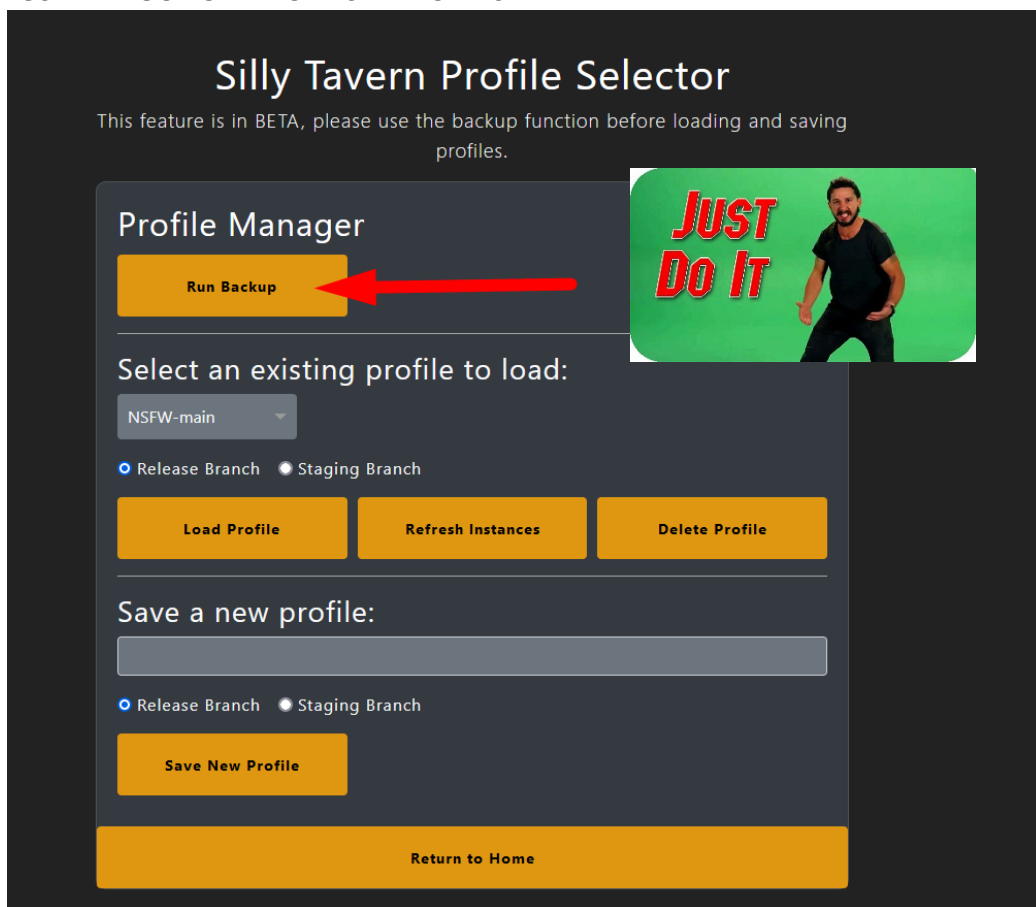 Silly Tavern Profile Selector
This feature is in BETA, please use the backup function before loading and saving
profiles.
Profile Manager
JUST
DO IT
Run Backup
Select an existing profile to load:
NSFW-main
Release Branch Staging Branch
Load Profile Refresh Instances Delete Profile
Save a new profile:
Release Branch Staging Branch
Save New Profile
Return to Home